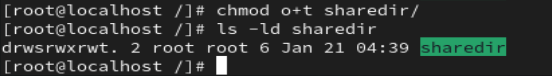 [root@localhost /]# chmod o+t sharedir/
[root@localhost /]# ls -ld sharedir
drwsrwxrwt. 2 root root 6 Jan 21 04:39 sharedir
[root@localhost /]#